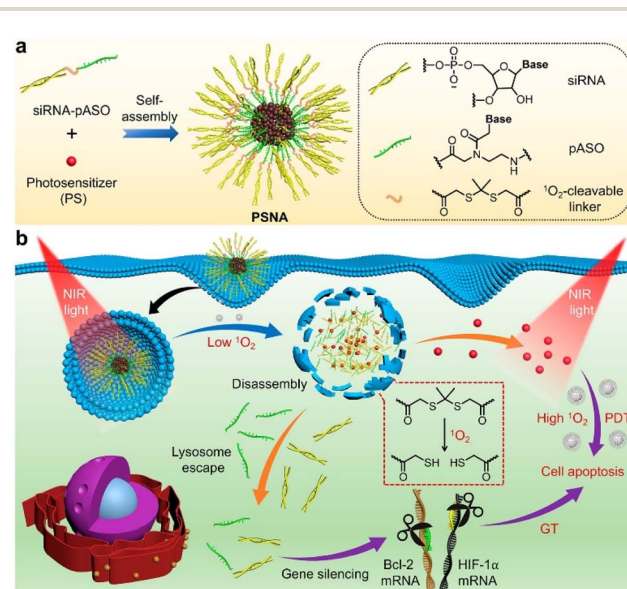 a
siRNA-pASO
+
Photosensitizer
(PS)
Self-
assembly
PSNA
Base
O
O
P
O
O
O
OH
siRNA
Base
O
O
N
N
H
pASO
O
S
S
O
¹O₂-cleavable
linker
b
NIR
light
Low ¹O₂
NIR
light
Disassembly
O
S
S
O
¹O₂
O
SH
HS
O
High ¹O₂
PDT
Cell apoptosis
Lysosome
escape
Gene silencing
Bcl-2
mRNA
HIF-1α
mRNA
GT